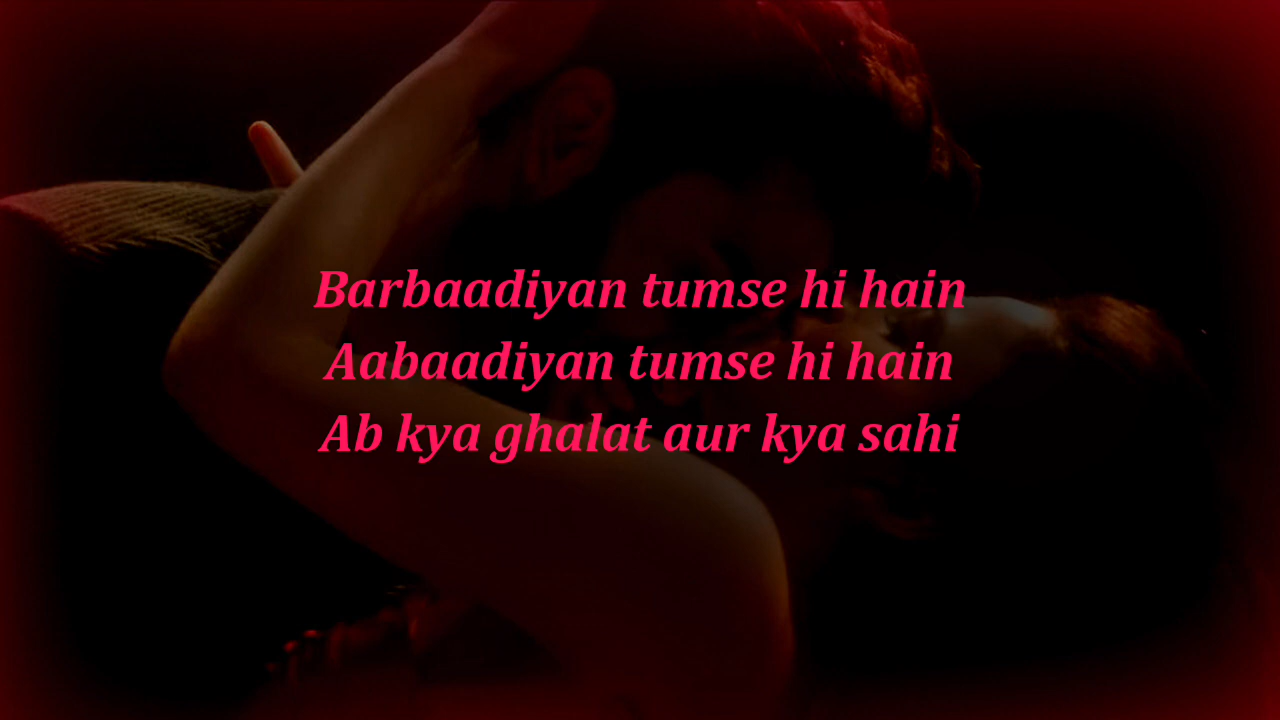 Barbaadiyan tumse hi hain
Aabaadiyan tumse hi hain
Ab kya ghalat aur kya sahi